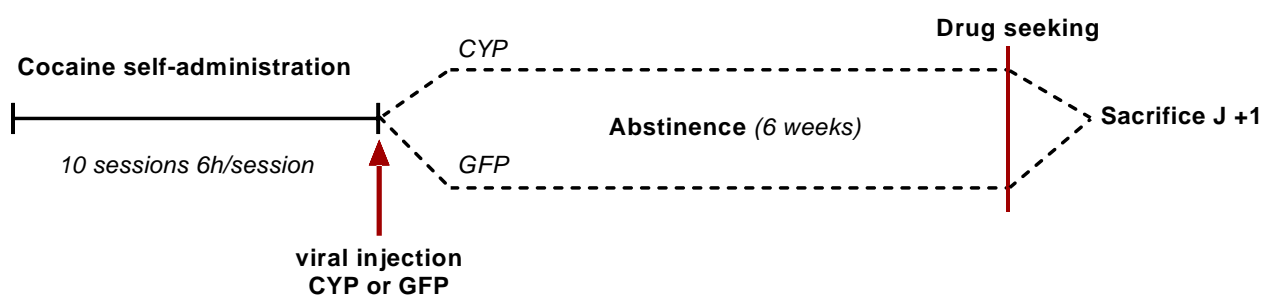 Drug seeking
CYP
Cocaine self-administration
Abstinence (6 weeks)
Sacrifice J +1
10 sessions 6h/session
GFP
viral injection
CYP or GFP